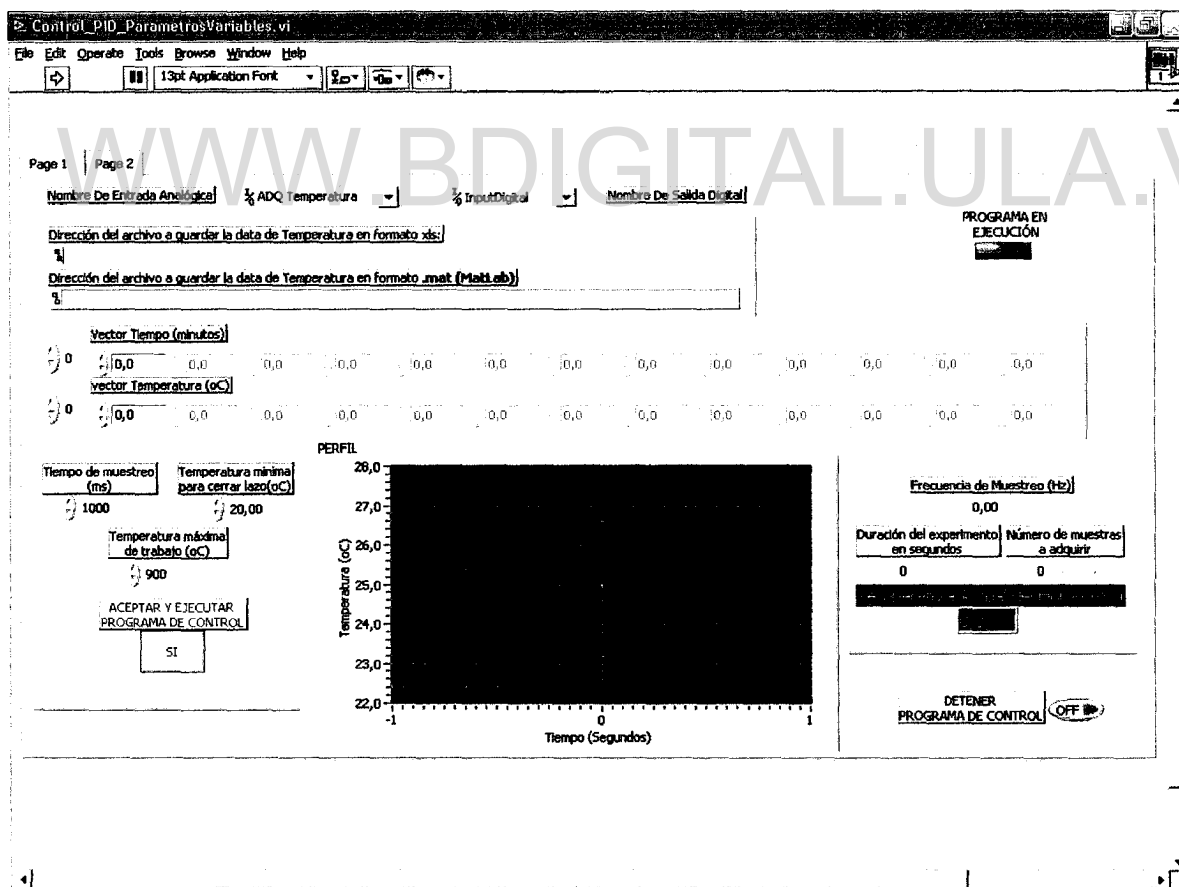 Control_PID_ParametrosVariables.vi
File Edit Operate Tools Browse Window Help
13pt Application Font
1
WWW.BDIGITAL.ULA.V
Page 1 Page 2
Nombre De Entrada Analógica ADQ Temperatura InputDigital Nombre De Salida Digital
PROGRAMA EN
EJECUCIÓN
Dirección del archivo a guardar la data de Temperatura en formato xls:
Dirección del archivo a guardar la data de Temperatura en formato .mat (MatLab)
Vector Tiempo (minutos)
0 0,0 0,0 0,0 0,0 0,0 0,0 0,0 0,0 0,0 0,0 0,0 0,0 0,0
vector Temperatura (oC)
0 0,0 0,0 0,0 0,0 0,0 0,0 0,0 0,0 0,0 0,0 0,0 0,0 0,0
Tiempo de muestreo
(ms)
1000
Temperatura minima
para cerrar lazo(oC)
20,00
Temperatura máxima
de trabajo (oC)
900
ACEPTAR Y EJECUTAR
PROGRAMA DE CONTROL
SI
PERFIL
Temperatura (oC)
28,0
27,0
26,0
25,0
24,0
23,0
22,0
-1 0 1
Tiempo (Segundos)
Frecuencia de Muestreo (Hz)
0,00
Duración del experimento
en segundos
0
Número de muestras
a adquirir
0
DETENER
PROGRAMA DE CONTROL
OFF